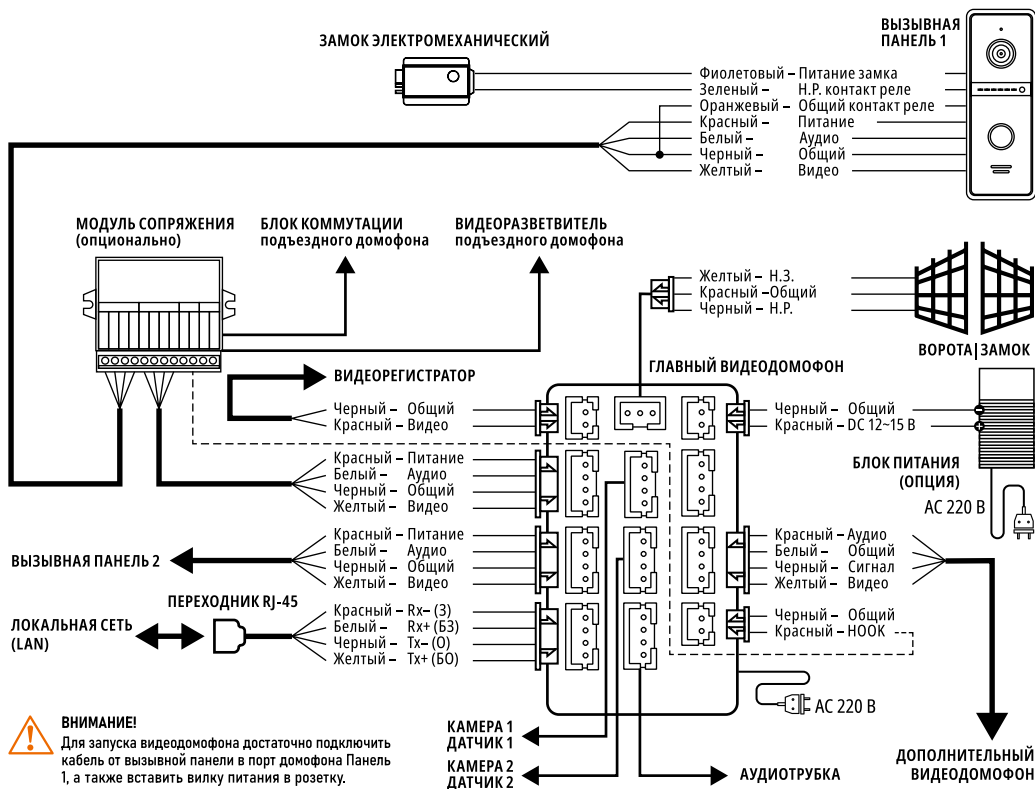 ВЫЗЫВНАЯ
ПАНЕЛЬ 1
ЗАМОК ЭЛЕКТРОМЕХАНИЧЕСКИЙ
Фиолетовый – Питание замка
Зеленый – Н.Р. контакт реле
Оранжевый – Общий контакт реле
Красный – Питание
Белый – Аудио
Черный – Общий
Желтый – Видео
МОДУЛЬ СОПРЯЖЕНИЯ
(опционально)
БЛОК КОММУТАЦИИ
подъездного домофона
ВИДЕОРАЗВЕТВИТЕЛЬ
подъездного домофона
Желтый – Н.З.
Красный –Общий
Черный – Н.Р.
ВОРОТА|ЗАМОК
ВИДЕОРЕГИСТРАТОР
ГЛАВНЫЙ ВИДЕОДОМОФОН
Черный – Общий
Красный – Видео
Черный – Общий
Красный – DC 12~15 В
БЛОК ПИТАНИЯ
(ОПЦИЯ)
AC 220 В
Красный – Питание
Белый – Аудио
Черный – Общий
Желтый – Видео
ВЫЗЫВНАЯ ПАНЕЛЬ 2
Красный – Питание
Белый – Аудио
Черный – Общий
Желтый – Видео
Красный – Аудио
Белый – Общий
Черный – Сигнал
Желтый – Видео
ПЕРЕХОДНИК RJ-45
ЛОКАЛЬНАЯ СЕТЬ
(LAN)
Красный – Rx– (З)
Белый – Rx+ (БЗ)
Черный – Tx– (О)
Желтый – Tx+ (БО)
Черный – Общий
Красный – HOOK
AC 220 В
ВНИМАНИЕ!
Для запуска видеодомофона достаточно подключить
кабель от вызывной панели в порт домофона Панель
1, а также вставить вилку питания в розетку.
КАМЕРА 1
ДАТЧИК 1
КАМЕРА 2
ДАТЧИК 2
АУДИОТРУБКА
ДОПОЛНИТЕЛЬНЫЙ
ВИДЕОДОМОФОН